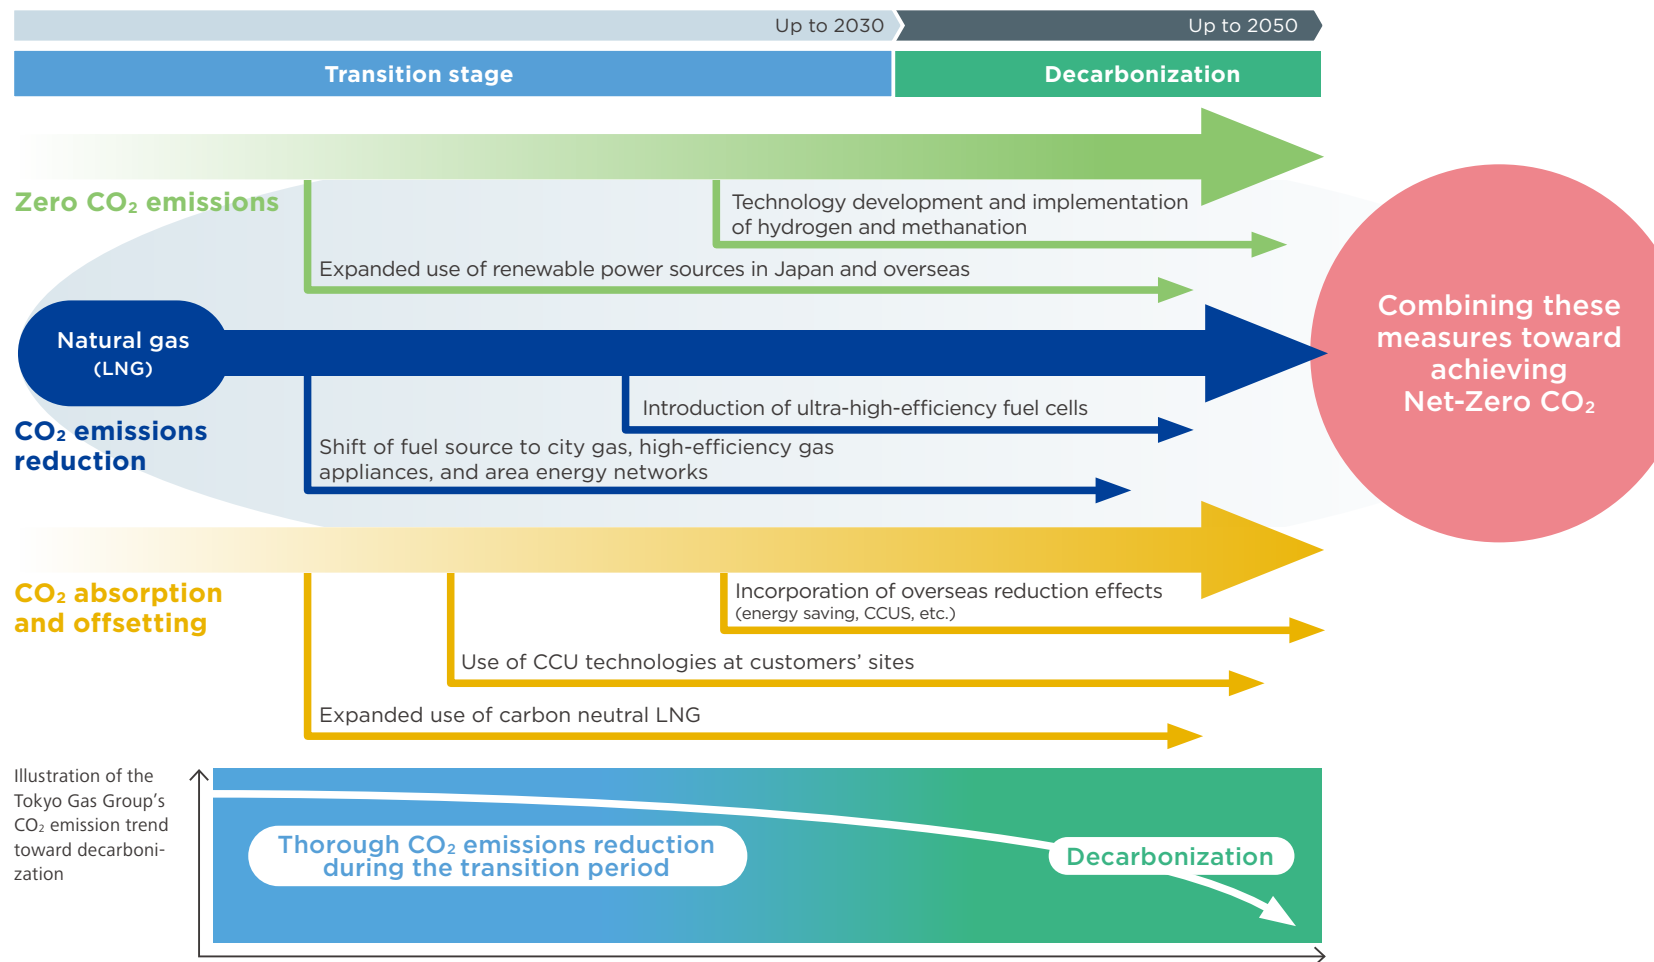 Up to 2030
Up to 2050
Transition stage
Decarbonization
Zero CO₂ emissions
Technology development and implementation
of hydrogen and methanation
Expanded use of renewable power sources in Japan and overseas
Natural gas
(LNG)
CO₂ emissions
reduction
Introduction of ultra-high-efficiency fuel cells
Shift of fuel source to city gas, high-efficiency gas
appliances, and area energy networks
Combining these
measures toward
achieving
Net-Zero CO₂
CO₂ absorption
and offsetting
Incorporation of overseas reduction effects
(energy saving, CCUS, etc.)
Use of CCU technologies at customers’ sites
Expanded use of carbon neutral LNG
Illustration of the
Tokyo Gas Group’s
CO₂ emission trend
toward decarboni-
zation
Thorough CO₂ emissions reduction
during the transition period
Decarbonization